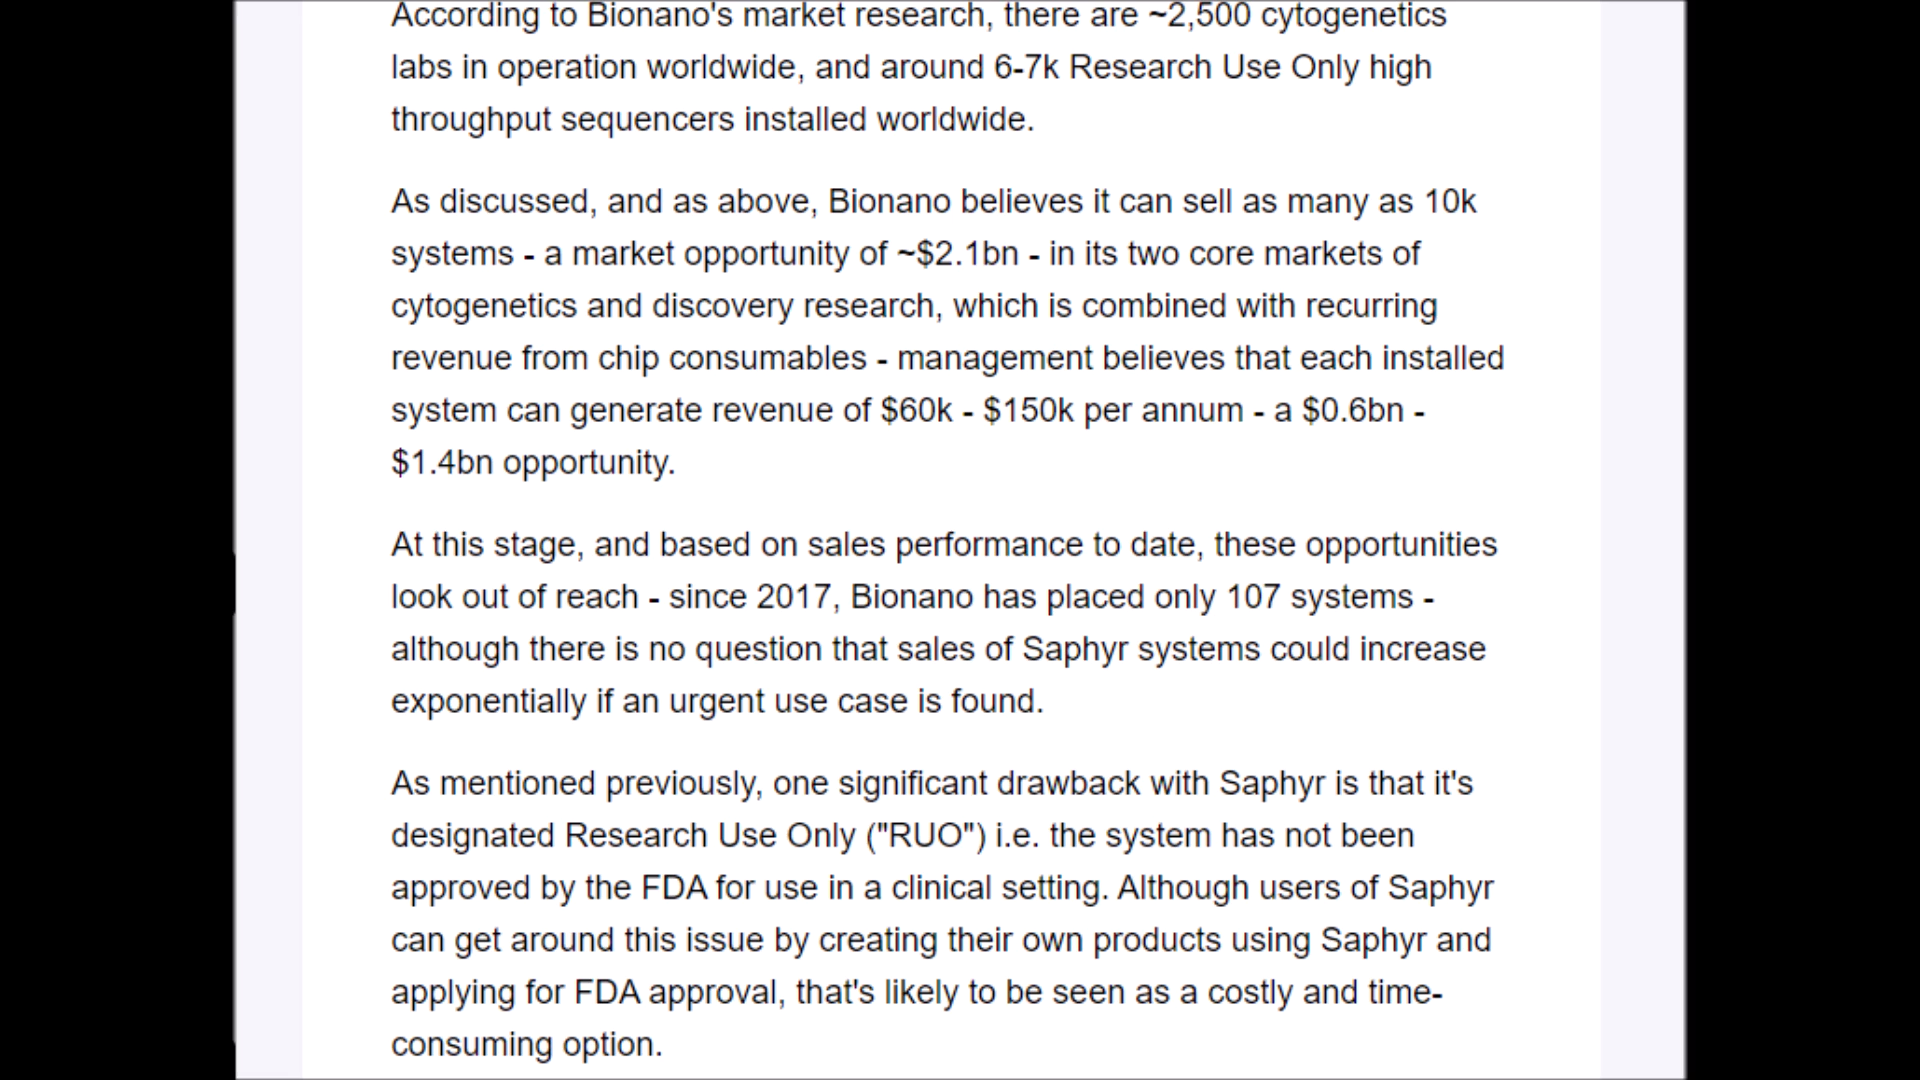 According to Bionano's market research, there are ~2,500 cytogenetics
labs in operation worldwide, and around 6-7k Research Use Only high
throughput sequencers installed worldwide.
As discussed, and as above, Bionano believes it can sell as many as 10k
systems - a market opportunity of ~$2.1bn - in its two core markets of
cytogenetics and discovery research, which is combined with recurring
revenue from chip consumables - management believes that each installed
system can generate revenue of $60k - $150k per annum - a $0.6bn -
$1.4bn opportunity.
At this stage, and based on sales performance to date, these opportunities
look out of reach - since 2017, Bionano has placed only 107 systems -
although there is no question that sales of Saphyr systems could increase
exponentially if an urgent use case is found.
As mentioned previously, one significant drawback with Saphyr is that it's
designated Research Use Only ("RUO") i.e. the system has not been
approved by the FDA for use in a clinical setting. Although users of Saphyr
can get around this issue by creating their own products using Saphyr and
applying for FDA approval, that's likely to be seen as a costly and time-
consuming option.